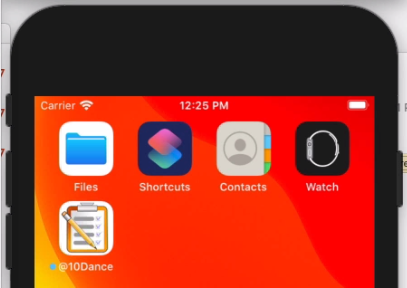 Carrier 12:25 PM
Files Shortcuts Contacts Watch
@10Dance